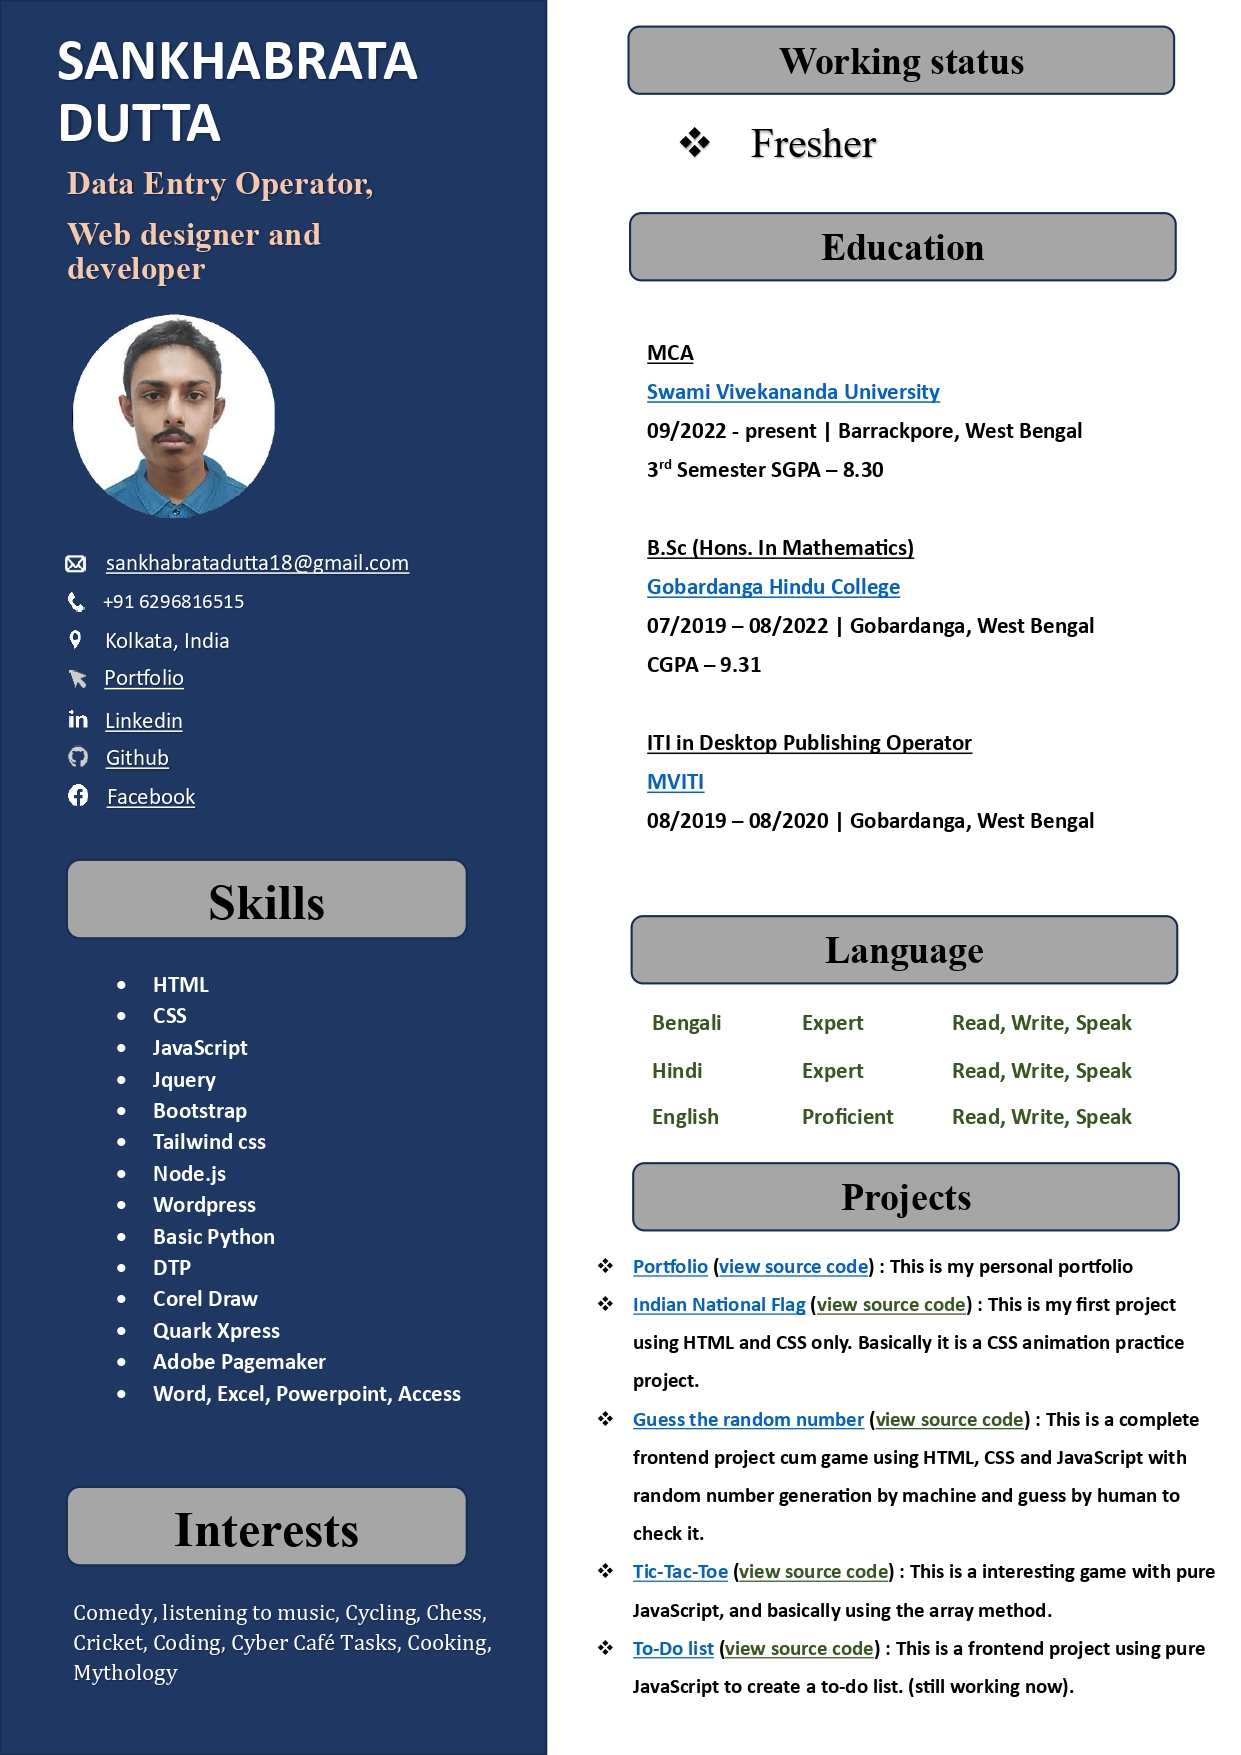 SANKHABRATA
DUTTA
Data Entry Operator,
Web designer and
developer
sankhabratadutta18@gmail.com
+91 6296816515
Kolkata, India
Portfolio
Linkedin
Github
Facebook
Skills
• HTML
• CSS
• JavaScript
• Jquery
• Bootstrap
• Tailwind css
• Node.js
• Wordpress
• Basic Python
• DTP
• Corel Draw
• Quark Xpress
• Adobe Pagemaker
• Word, Excel, Powerpoint, Access
Interests
Comedy, listening to music, Cycling, Chess,
Cricket, Coding, Cyber Café Tasks, Cooking,
Mythology
Working status
❖ Fresher
Education
MCA
Swami Vivekananda University
09/2022 - present | Barrackpore, West Bengal
3rd Semester SGPA – 8.30
B.Sc (Hons. In Mathematics)
Gobardanga Hindu College
07/2019 – 08/2022 | Gobardanga, West Bengal
CGPA – 9.31
ITI in Desktop Publishing Operator
MVITI
08/2019 – 08/2020 | Gobardanga, West Bengal
Language
Bengali Expert Read, Write, Speak
Hindi Expert Read, Write, Speak
English Proficient Read, Write, Speak
Projects
❖ Portfolio (view source code) : This is my personal portfolio
❖ Indian National Flag (view source code) : This is my first project
using HTML and CSS only. Basically it is a CSS animation practice
project.
❖ Guess the random number (view source code) : This is a complete
frontend project cum game using HTML, CSS and JavaScript with
random number generation by machine and guess by human to
check it.
❖ Tic-Tac-Toe (view source code) : This is a interesting game with pure
JavaScript, and basically using the array method.
❖ To-Do list (view source code) : This is a frontend project using pure
JavaScript to create a to-do list. (still working now).